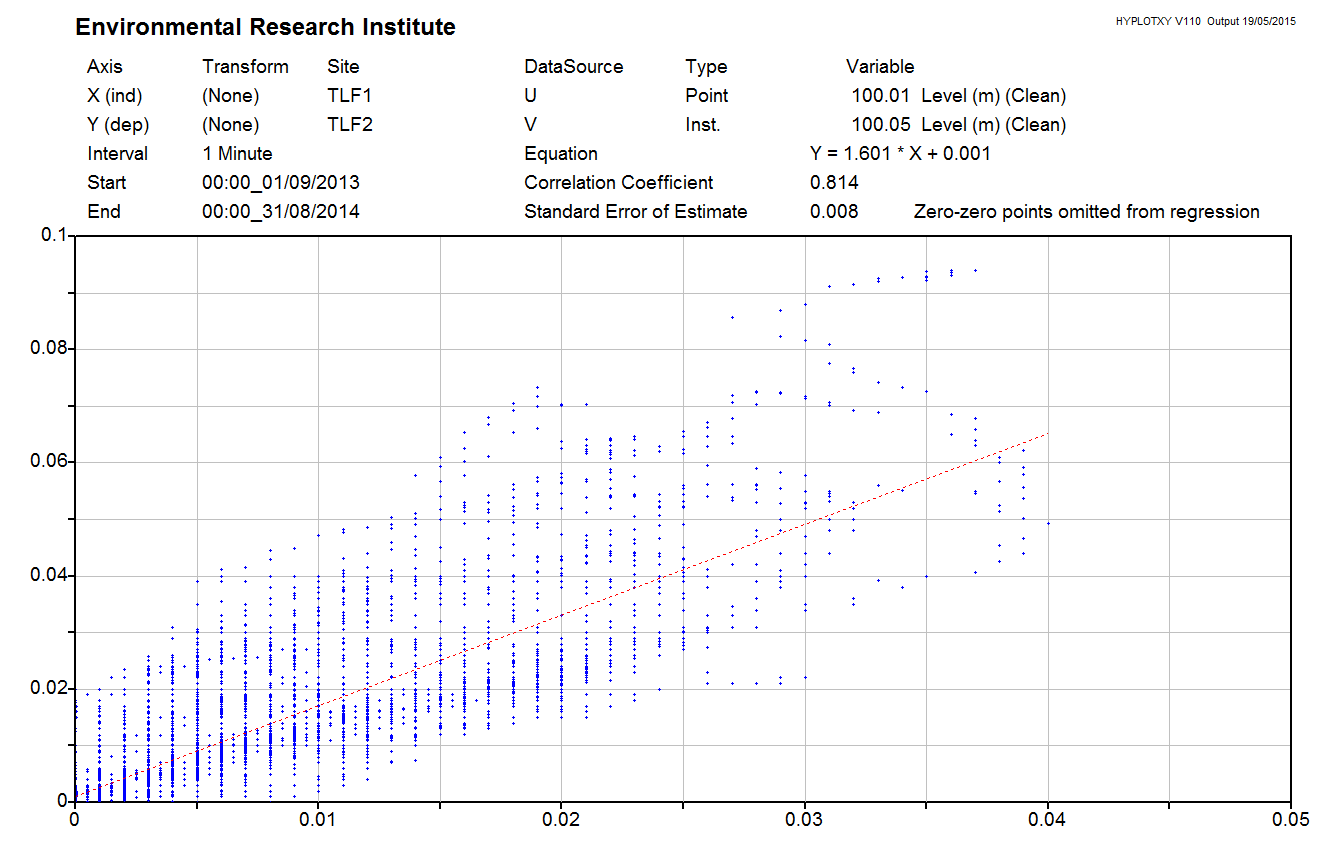 Environmental Research Institute
HYPLOTXY V110 Output 19/05/2015
Axis Transform Site DataSource Type Variable
X (ind) (None) TLF1 U Point 100.01 Level (m) (Clean)
Y (dep) (None) TLF2 V Inst. 100.05 Level (m) (Clean)
Interval 1 Minute Equation Y = 1.601 * X + 0.001
Start 00:00_01/09/2013 Correlation Coefficient 0.814
End 00:00_31/08/2014 Standard Error of Estimate 0.008 Zero-zero points omitted from regression
0.1
0.08
0.06
0.04
0.02
0
0 0.01 0.02 0.03 0.04 0.05